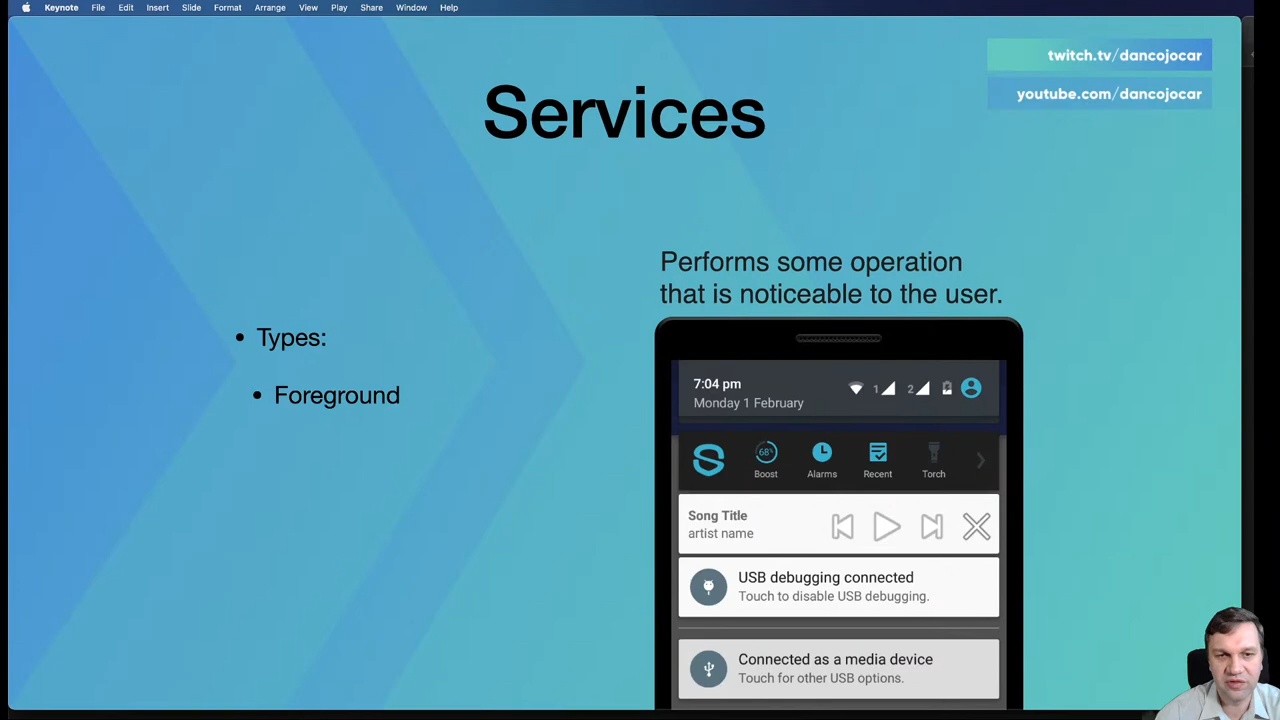 Keynote File Edit Insert Slide Format Arrange View Play Share Window Help
twitch.tv/dancojocar
youtube.com/dancojocar
Services
Performs some operation
that is noticeable to the user.
• Types:
• Foreground
7:04 pm
Monday 1 February
1 2
68%
Boost Alarms Recent Torch
Song Title
artist name
USB debugging connected
Touch to disable USB debugging.
Connected as a media device
Touch for other USB options.